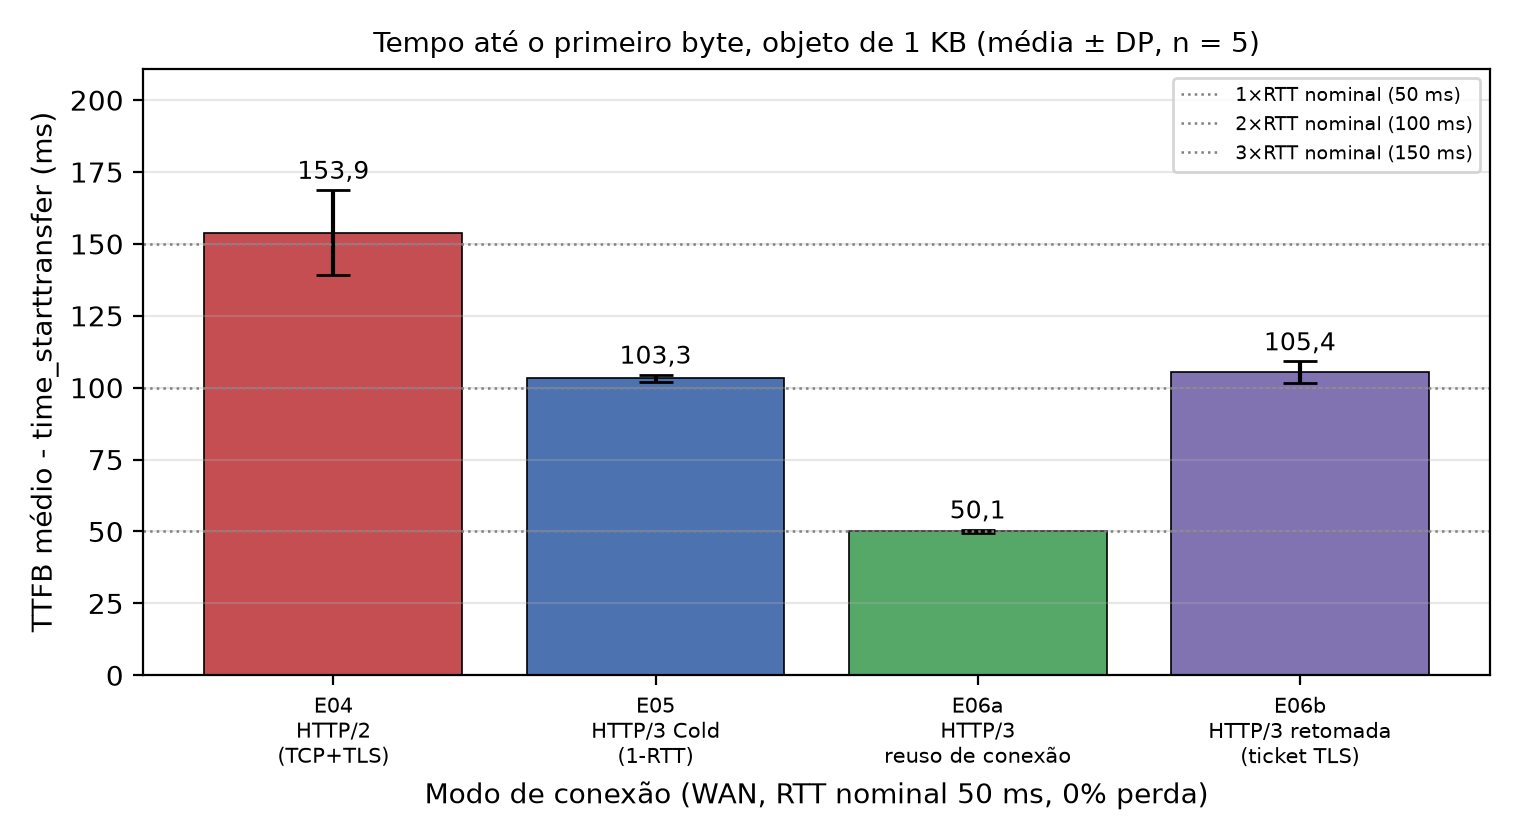 Tempo até o primeiro byte, objeto de 1 KB (média ± DP, n = 5)
TTFB médio - time_starttransfer (ms)
200
175
150
125
100
75
50
25
0
1×RTT nominal (50 ms)
2×RTT nominal (100 ms)
3×RTT nominal (150 ms)
153,9
103,3
50,1
105,4
E04
HTTP/2
(TCP+TLS)
E05
HTTP/3 Cold
(1-RTT)
E06a
HTTP/3
reuso de conexão
E06b
HTTP/3 retomada
(ticket TLS)
Modo de conexão (WAN, RTT nominal 50 ms, 0% perda)